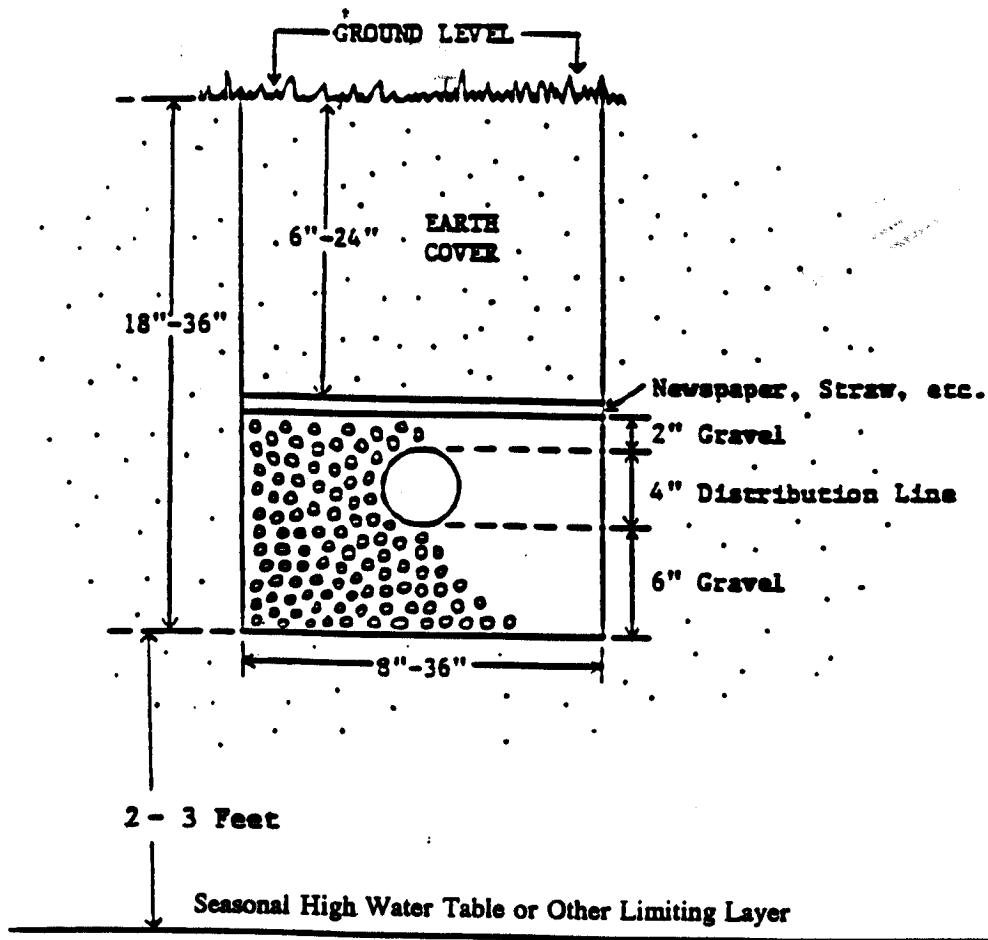 GROUND LEVEL
6"-24"
EARTH
COVER
18"-36"
Newspaper, Straw, etc.
2" Gravel
4" Distribution Line
6" Gravel
8"-36"
2 - 3 Feet
Seasonal High Water Table or Other Limiting Layer